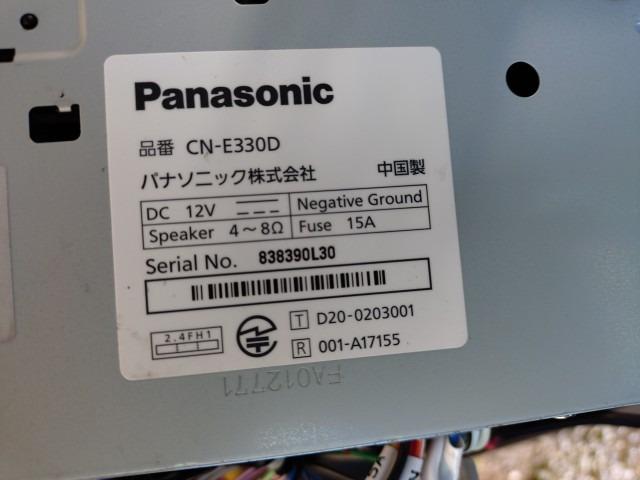 Panasonic
品番 CN-E330D
パナソニック株式会社 中国製
DC 12V Negative Ground
Speaker 4～8Ω Fuse 15A
Serial No. 838390L30
2.4FH1
T D20-0203001
R 001-A17155
FA012771